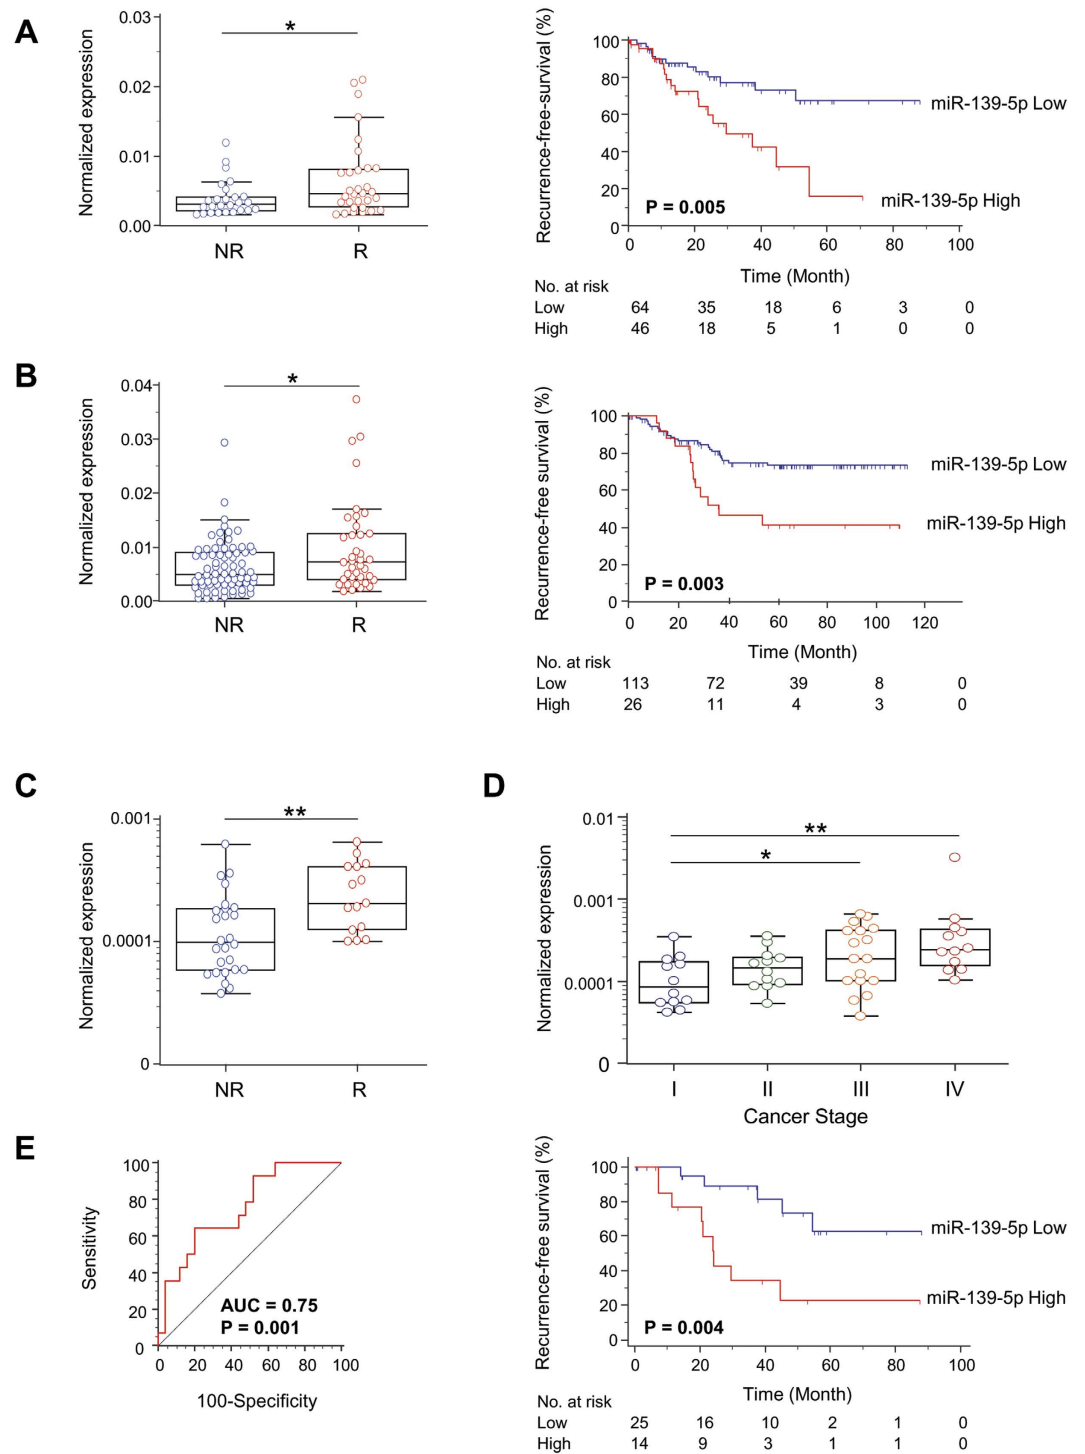 A
Normalized expression
0.03
0.02
0.01
0.00
*
NR R
Recurrence-free-survival (%)
100
80
60
40
20
0
miR-139-5p Low
miR-139-5p High
P = 0.005
0 20 40 60 80 100
Time (Month)
No. at risk
Low 64 35 18 6 3 0
High 46 18 5 1 0 0
B
Normalized expression
0.04
0.03
0.02
0.01
0.00
*
NR R
Recurrence-free survival (%)
100
80
60
40
20
0
miR-139-5p Low
miR-139-5p High
P = 0.003
0 20 40 60 80 100 120
Time (Month)
No. at risk
Low 113 72 39 8 0
High 26 11 4 3 0
C
Normalized expression
0.001
0.0001
0
**
NR R
D
Normalized expression
0.01
0.001
0.0001
0
**
*
I II III IV
Cancer Stage
E
Sensitivity
100
80
60
40
20
0
AUC = 0.75
P = 0.001
0 20 40 60 80 100
100-Specificity
Recurrence-free survival (%)
100
80
60
40
20
0
miR-139-5p Low
miR-139-5p High
P = 0.004
0 20 40 60 80 100
Time (Month)
No. at risk
Low 25 16 10 2 1 0
High 14 9 3 1 1 0